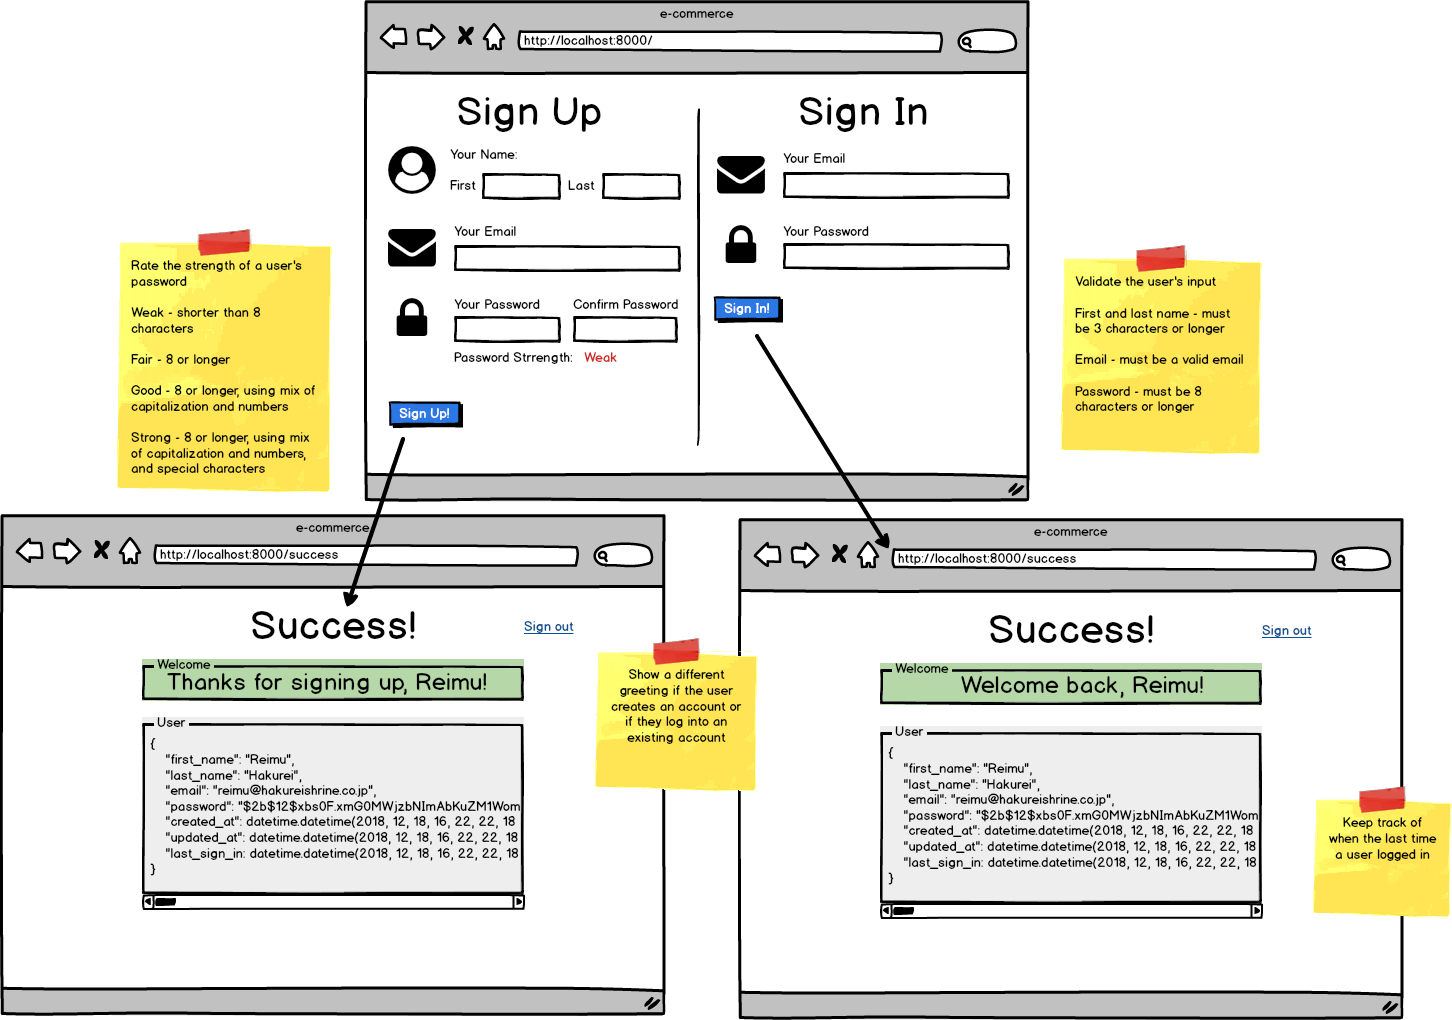 e-commerce
http://localhost:8000/
Sign Up
Your Name:
First
Last
Your Email
Your Password
Confirm Password
Password Strrength: Weak
Sign Up!
Sign In
Your Email
Your Password
Sign In!
Rate the strength of a user's
password
Weak - shorter than 8
characters
Fair - 8 or longer
Good - 8 or longer, using mix of
capitalization and numbers
Strong - 8 or longer, using mix
of capitalization and numbers,
and special characters
Validate the user's input
First and last name - must
be 3 characters or longer
Email - must be a valid email
Password - must be 8
characters or longer
e-commerce
http://localhost:8000/success
Success!
Sign out
Welcome
Thanks for signing up, Reimu!
User
{
"first_name": "Reimu",
"last_name": "Hakurei",
"email": "reimu@hakureishrine.co.jp",
"password": "$2b$12$xbs0F.xmG0MWjzbNImAbKuZM1Wom
"created_at": datetime.datetime(2018, 12, 18, 16, 22, 22, 18
"updated_at": datetime.datetime(2018, 12, 18, 16, 22, 22, 18
"last_sign_in: datetime.datetime(2018, 12, 18, 16, 22, 22, 18
}
Show a different
greeting if the user
creates an account or
if they log into an
existing account
e-commerce
http://localhost:8000/success
Success!
Sign out
Welcome
Welcome back, Reimu!
User
{
"first_name": "Reimu",
"last_name": "Hakurei",
"email": "reimu@hakureishrine.co.jp",
"password": "$2b$12$xbs0F.xmG0MWjzbNImAbKuZM1Wom
"created_at": datetime.datetime(2018, 12, 18, 16, 22, 22, 18
"updated_at": datetime.datetime(2018, 12, 18, 16, 22, 22, 18
"last_sign_in: datetime.datetime(2018, 12, 18, 16, 22, 22, 18
}
Keep track of
when the last time
a user logged in